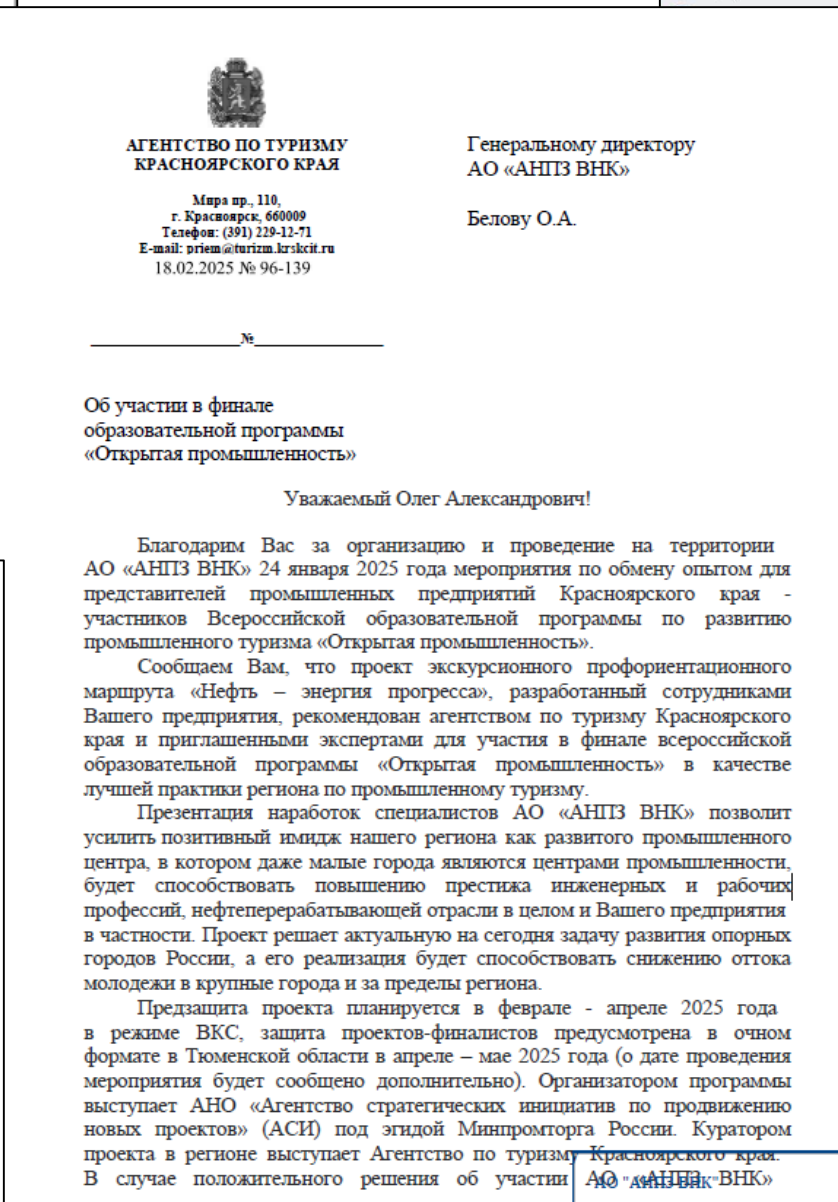 АГЕНТСТВО ПО ТУРИЗМУ
КРАСНОЯРСКОГО КРАЯ
Мира пр., 110,
г. Красноярск, 660009
Телефон: (391) 229-12-71
E-mail: priem@turizm.krskcit.ru
18.02.2025 № 96-139
№
Генеральному директору
АО «АНПЗ ВНК»
Белову О.А.
Об участии в финале
образовательной программы
«Открытая промышленность»
Уважаемый Олег Александрович!
Благодарим Вас за организацию и проведение на территории
АО «АНПЗ ВНК» 24 января 2025 года мероприятия по обмену опытом для
представителей промышленных предприятий Красноярского края -
участников Всероссийской образовательной программы по развитию
промышленного туризма «Открытая промышленность».
Сообщаем Вам, что проект экскурсионного профориентационного
маршрута «Нефть – энергия прогресса», разработанный сотрудниками
Вашего предприятия, рекомендован агентством по туризму Красноярского
края и приглашенными экспертами для участия в финале всероссийской
образовательной программы «Открытая промышленность» в качестве
лучшей практики региона по промышленному туризму.
Презентация наработок специалистов АО «АНПЗ ВНК» позволит
усилить позитивный имидж нашего региона как развитого промышленного
центра, в котором даже малые города являются центрами промышленности,
будет способствовать повышению престижа инженерных и рабочих
профессий, нефтеперерабатывающей отрасли в целом и Вашего предприятия
в частности. Проект решает актуальную на сегодня задачу развития опорных
городов России, а его реализация будет способствовать снижению оттока
молодежи в крупные города и за пределы региона.
Предзащита проекта планируется в феврале - апреле 2025 года
в режиме ВКС, защита проектов-финалистов предусмотрена в очном
формате в Тюменской области в апреле – мае 2025 года (о дате проведения
мероприятия будет сообщено дополнительно). Организатором программы
выступает АНО «Агентство стратегических инициатив по продвижению
новых проектов» (АСИ) под эгидой Минпромторга России. Куратором
проекта в регионе выступает Агентство по туризму Красноярского края.
В случае положительного решения об участии АО «АНПЗ ВНК»
АО "АНПЗ ВНК"